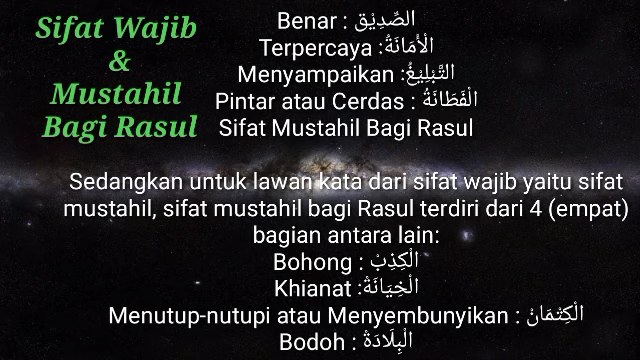 Sifat Wajib
&
Mustahil
Bagi Rasul
Benar : الصِّدِيْق
Terpercaya :الْأَمَانَةُ
Menyampaikan :التَّبْلِيْغُ
Pintar atau Cerdas : الْفَطَانَةُ
Sifat Mustahil Bagi Rasul
Sedangkan untuk lawan kata dari sifat wajib yaitu sifat
mustahil, sifat mustahil bagi Rasul terdiri dari 4 (empat)
bagian antara lain:
Bohong : الْكِذِبْ
Khianat :الْخِيَانَةْ
Menutup-nutupi atau Menyembunyikan : الْكِتْمَانْ
Bodoh : الْبِلَادَةْ